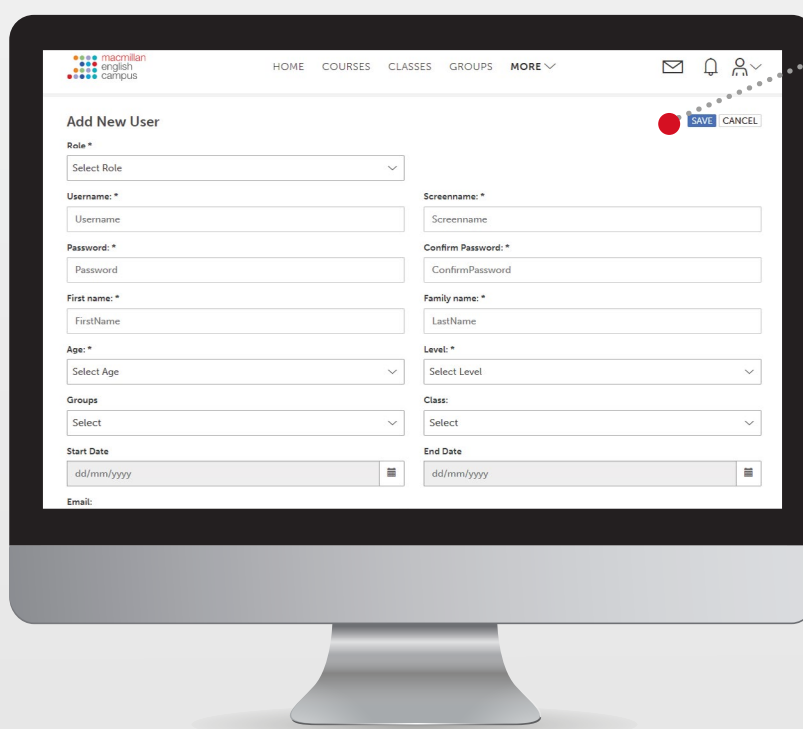 macmillan
english
campus
HOME COURSES CLASSES GROUPS MORE
Add New User
SAVE CANCEL
Role *
Select Role
Username: * Screenname: *
Username Screenname
Password: * Confirm Password: *
Password ConfirmPassword
First name: * Family name: *
FirstName LastName
Age: * Level: *
Select Age Select Level
Groups Class:
Select Select
Start Date End Date
dd/mm/yyyy dd/mm/yyyy
Email: